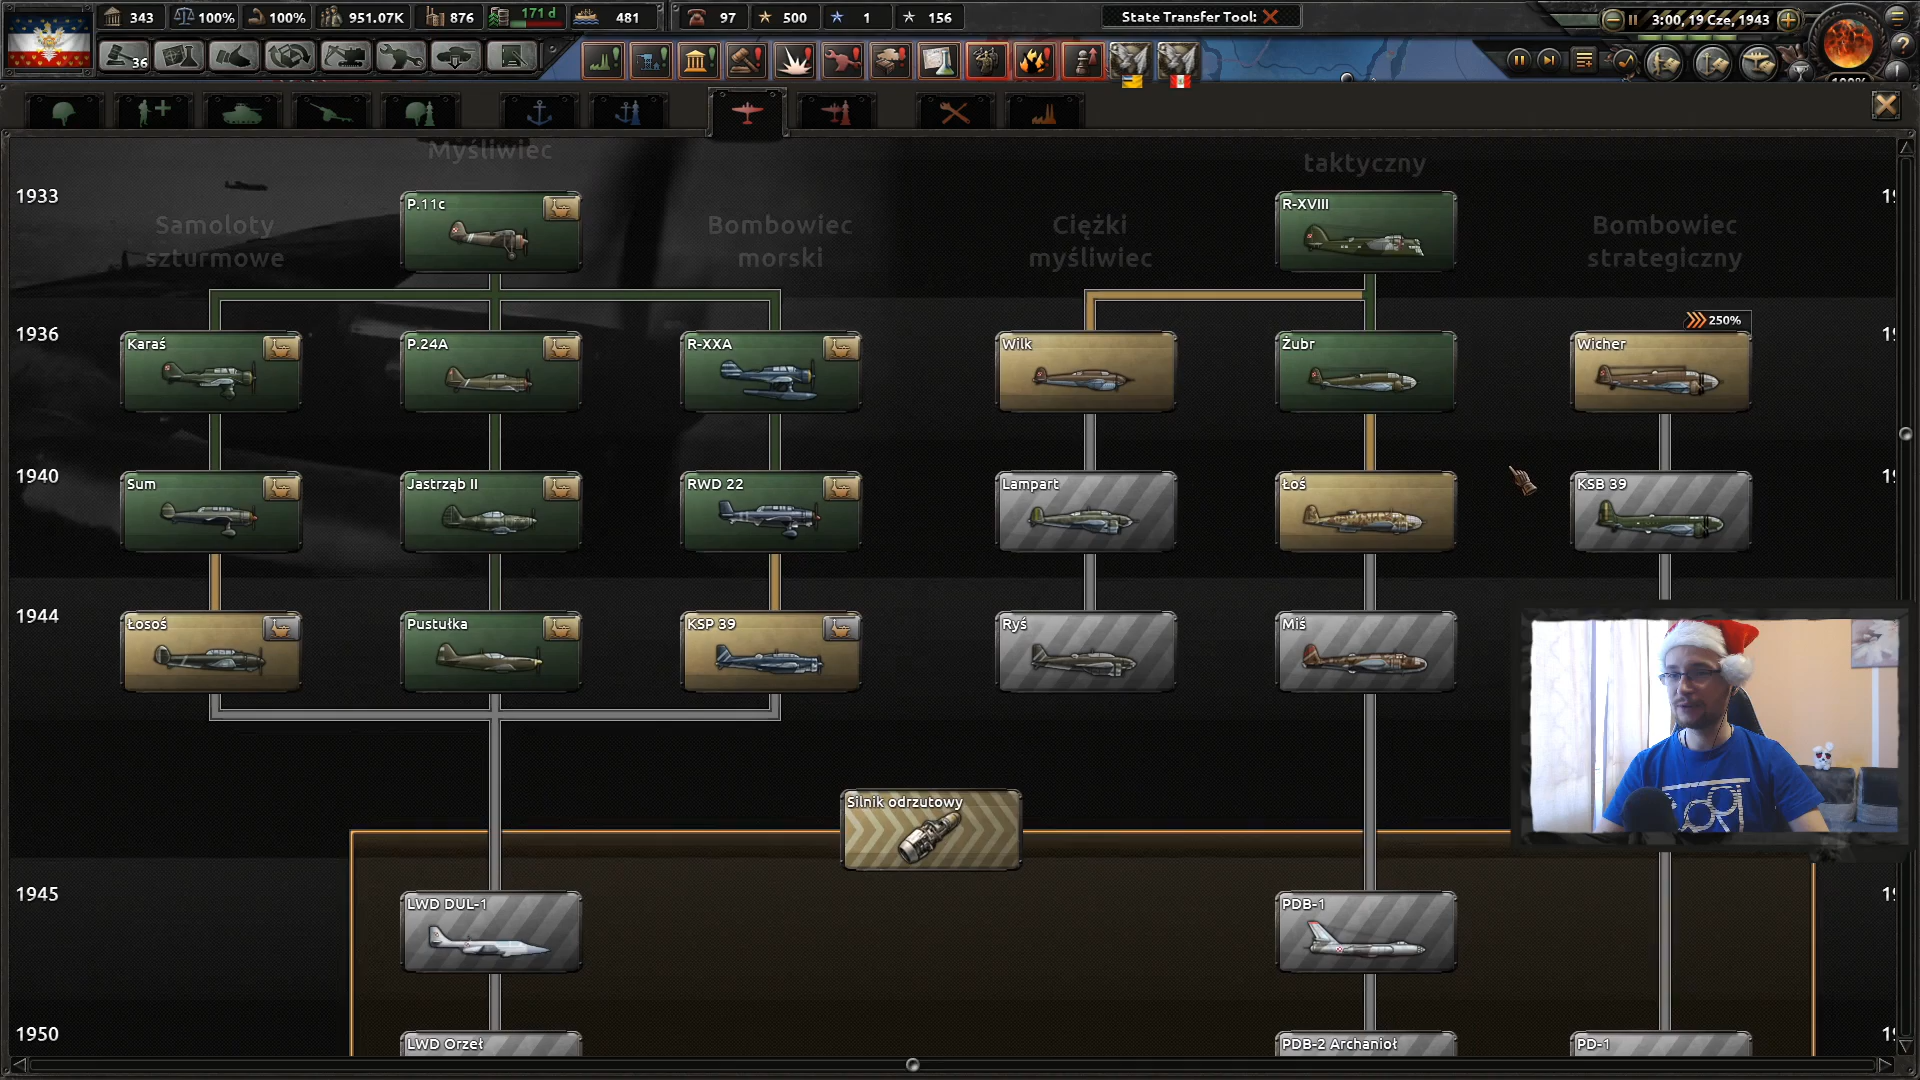 343
100%
100%
951.07K
876
171 d
481
97
500
1
156
State Transfer Tool:
3:00, 19 Cze, 1943
36
100%
Myśliwiec
taktyczny
1933
P.11c
R-XVIII
Samoloty
szturmowe
Bombowiec
morski
Ciężki
myśliwiec
Bombowiec
strategiczny
250%
1936
Karaś
P.24A
R-XXA
Wilk
Żubr
Wicher
1940
Sum
Jastrząb II
RWD 22
Lampart
Łoś
KSB 39
1944
Łosoś
Pustułka
KSP 39
Ryś
Miś
Silnik odrzutowy
1945
LWD DUL-1
PDB-1
1950
LWD Orzeł
PDB-2 Archanioł
PD-1